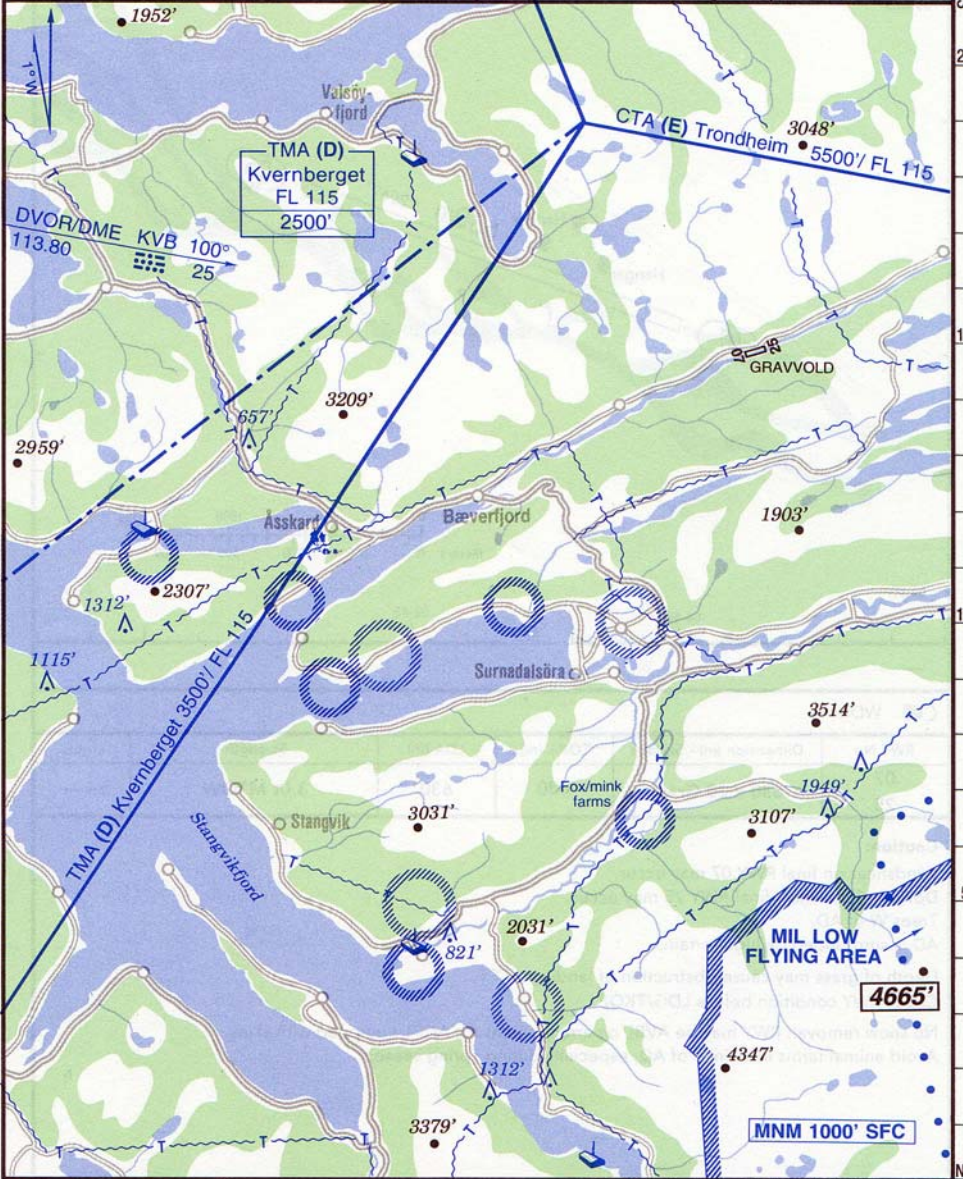 1952'
1°W
Valsöy-
fjord
TMA (D)
Kvernberget
FL 115
2500'
CTA (E) Trondheim 5500'/ FL 115
3048'
DVOR/DME KVB 100°
113.80
25
07
25
GRAVVOLD
3209'
657'
2959'
Åsskard
Bæverfjord
1903'
2307'
1312'
1115'
TMA (D) Kvernberget 3500'/ FL 115
Surnadalsöra
3514'
Fox/mink
farms
1949'
3031'
3107'
Stangvik
Stangvikfjord
2031'
821'
MIL LOW
FLYING AREA
4665'
4347'
1312'
3379'
MNM 1000' SFC